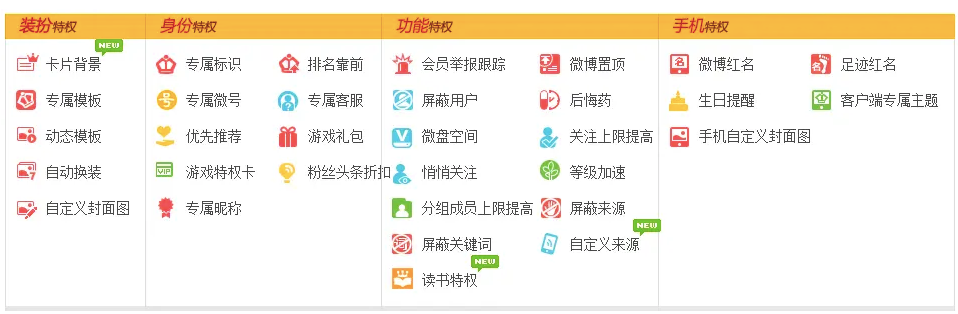 装扮特权 身份特权 功能特权 手机特权
NEW
卡片背景 专属标识 排名靠前 会员举报跟踪 微博置顶 微博红名 足迹红名
专属模板 专属微号 专属客服 屏蔽用户 后悔药 生日提醒 客户端专属主题
动态模板 优先推荐 游戏礼包 微盘空间 关注上限提高 手机自定义封面图
自动换装 游戏特权卡 粉丝头条折扣 悄悄关注 等级加速
自定义封面图 专属昵称 分组成员上限提高 屏蔽来源
NEW
屏蔽关键词 自定义来源
NEW
读书特权